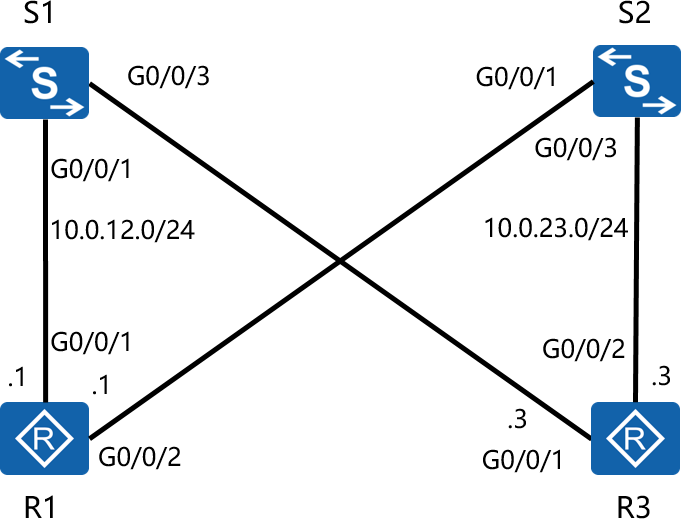 S1
S2
S
G0/0/3
G0/0/1
S
G0/0/1
G0/0/3
10.0.12.0/24
10.0.23.0/24
G0/0/1
G0/0/2
.1
.1
.3
.3
R
G0/0/2
G0/0/1
R
R1
R3